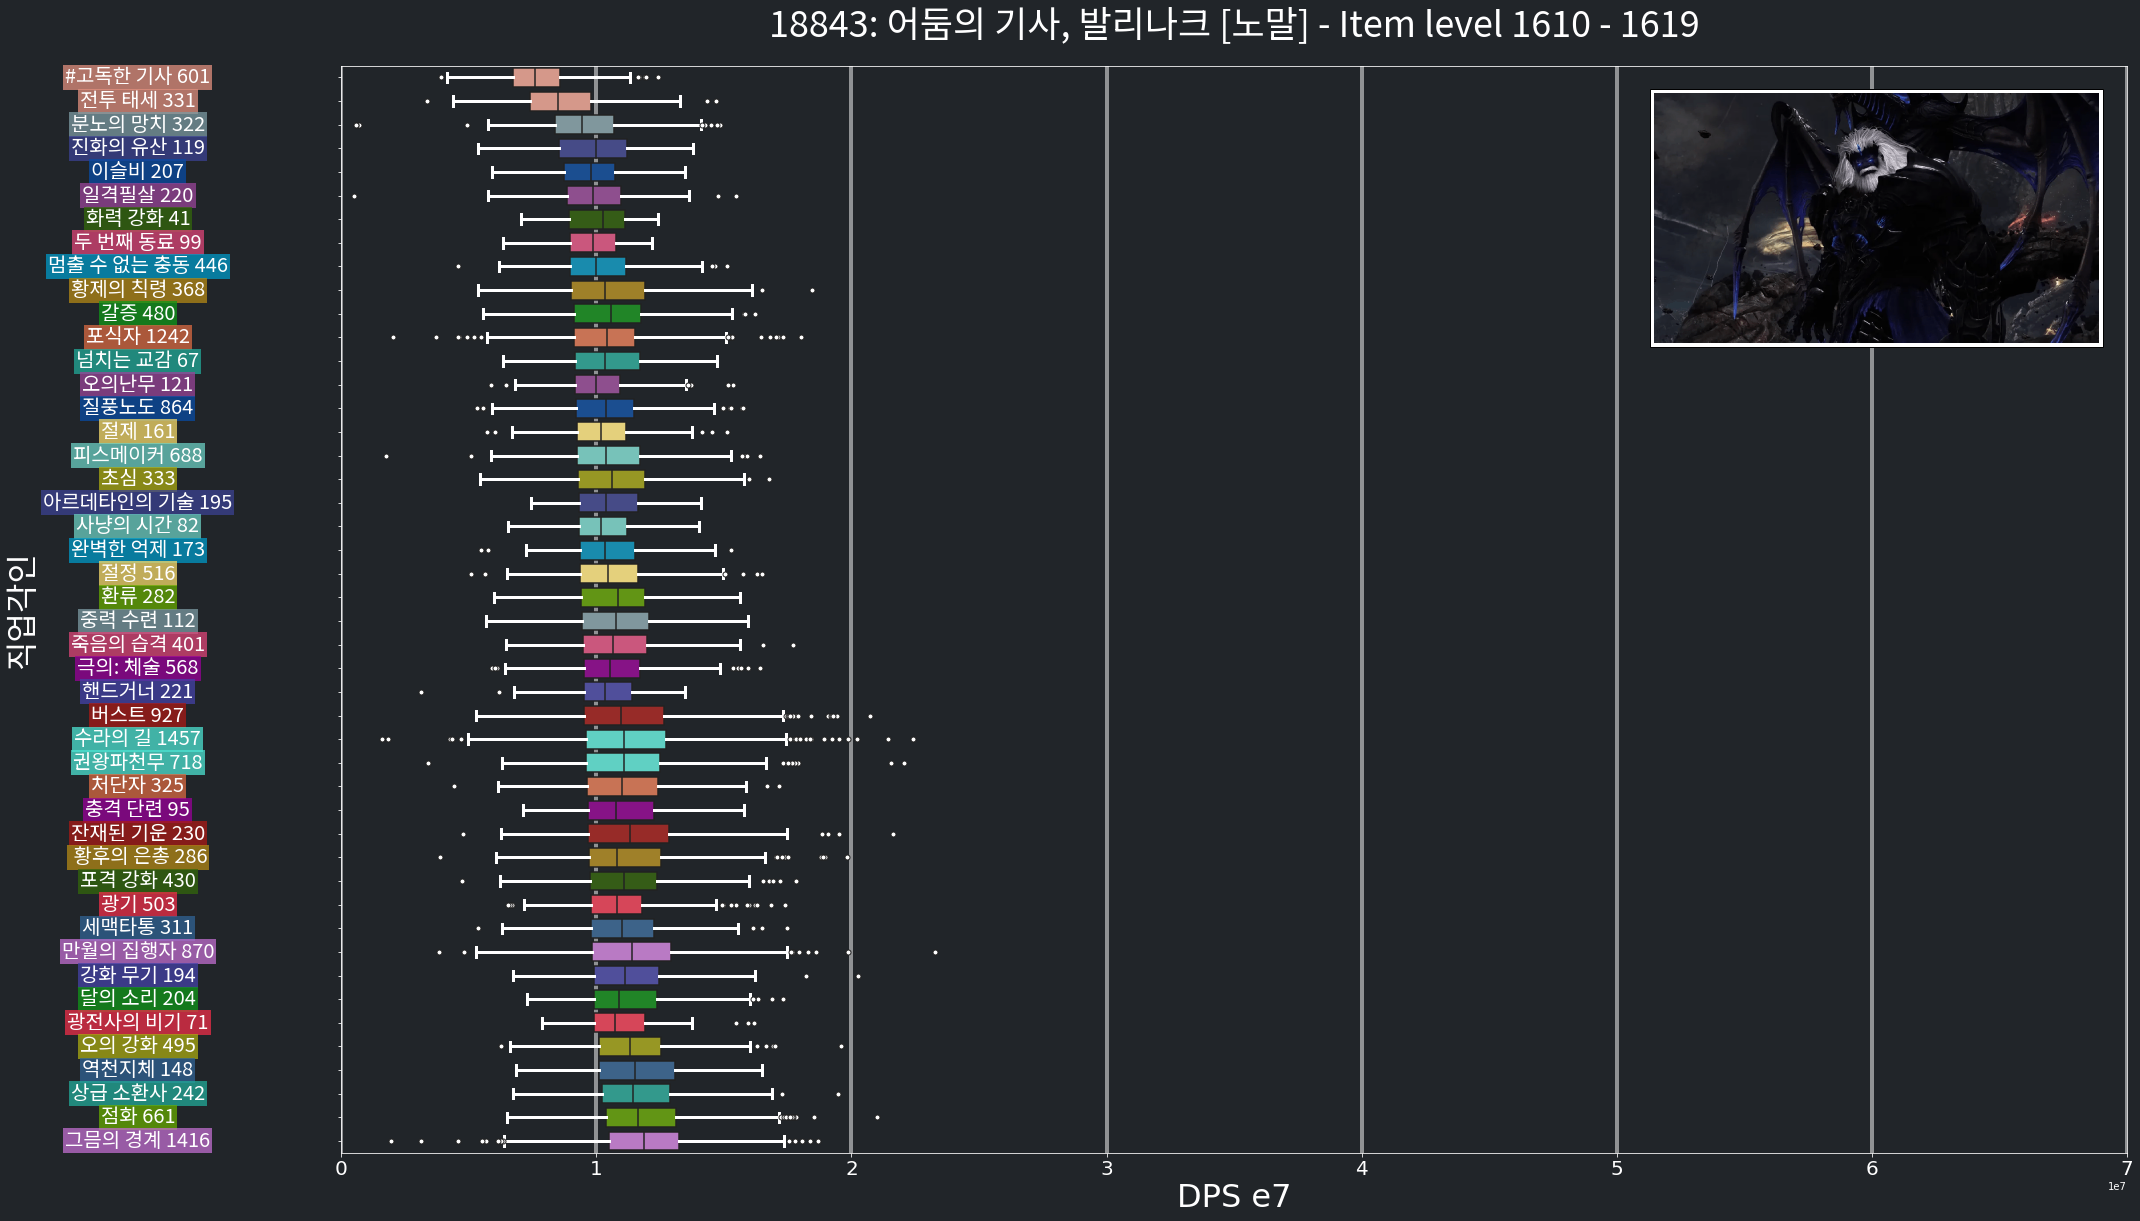 18843: 어둠의 기사, 발리나크 [노말] - Item level 1610 - 1619
직업각인
#고독한 기사 601
전투 태세 331
분노의 망치 322
진화의 유산 119
이슬비 207
일격필살 220
화력 강화 41
두 번째 동료 99
멈출 수 없는 충동 446
황제의 칙령 368
갈증 480
포식자 1242
넘치는 교감 67
오의난무 121
질풍노도 864
절제 161
피스메이커 688
초심 333
아르데타인의 기술 195
사냥의 시간 82
완벽한 억제 173
절정 516
환류 282
중력 수련 112
죽음의 습격 401
극의: 체술 568
핸드거너 221
버스트 927
수라의 길 1457
권왕파천무 718
처단자 325
충격 단련 95
잔재된 기운 230
황후의 은총 286
포격 강화 430
광기 503
세맥타통 311
만월의 집행자 870
강화 무기 194
달의 소리 204
광전사의 비기 71
오의 강화 495
역천지체 148
상급 소환사 242
점화 661
그믐의 경계 1416
0 1 2 3 4 5 6 7
DPS e7
1e7